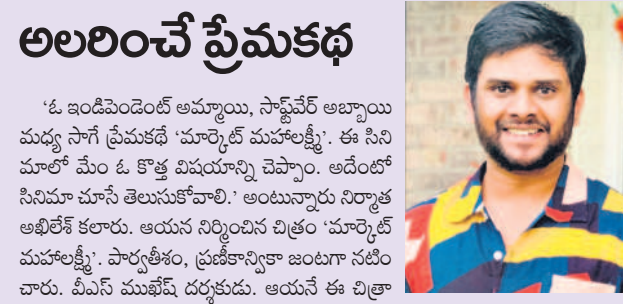 అలరించే ప్రేమకథ
‘ఓ ఇండిపెండెంట్ అమ్మాయి, సాఫ్ట్‌వేర్ అబ్బాయి
మధ్య సాగే ప్రేమకథే ‘మార్కెట్ మహాలక్ష్మీ’. ఈ సిని
మాలో మేం ఓ కొత్త విషయాన్ని చెప్పాం. అదేంటో
సినిమా చూసే తెలుసుకోవాలి.’ అంటున్నారు నిర్మాత
అఖిలేశ్ కలారు. ఆయన నిర్మించిన చిత్రం ‘మార్కెట్
మహాలక్ష్మీ’. పార్వతీశం, ప్రణీకాన్వికా జంటగా నటిం
చారు. వీఎస్ ముఖేష్ దర్శకుడు. ఆయనే ఈ చిత్రా